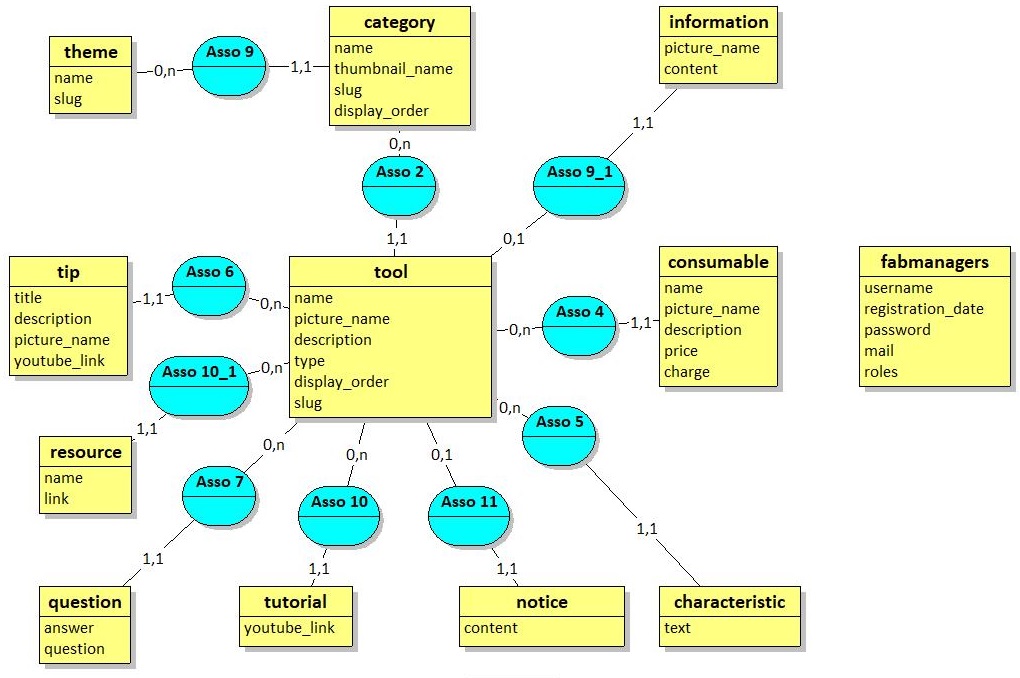 theme
name
slug
0,n
Asso 9
1,1
category
name
thumbnail_name
slug
display_order
information
picture_name
content
0,n
Asso 2
1,1
1,1
Asso 9_1
0,1
tip
title
description
picture_name
youtube_link
1,1
Asso 6
0,n
tool
name
picture_name
description
type
display_order
slug
0,n
Asso 4
1,1
consumable
name
picture_name
description
price
charge
fabmanagers
username
registration_date
password
mail
roles
Asso 10_1
0,n
1,1
resource
name
link
0,n
Asso 7
1,1
0,n
Asso 10
1,1
0,1
Asso 11
1,1
0,n
Asso 5
1,1
question
answer
question
tutorial
youtube_link
notice
content
characteristic
text